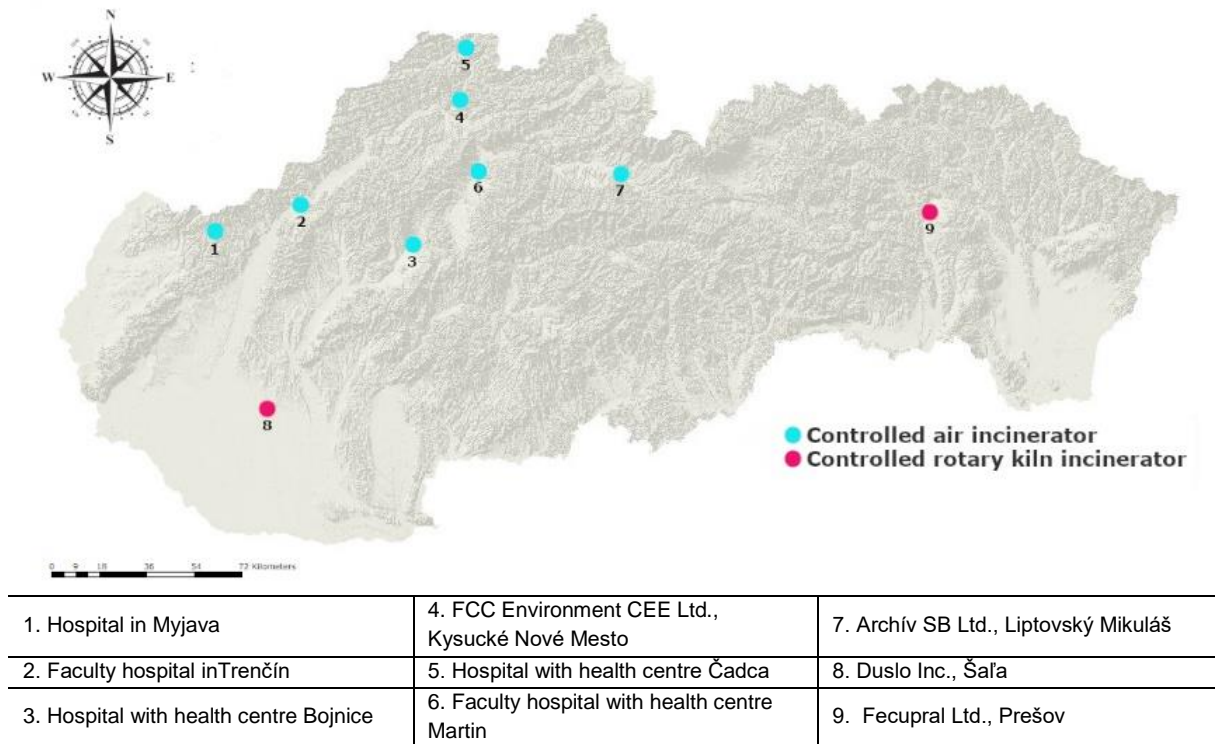 N
W E
S
:
5
4
6
7
2
1
3
9
8
Controlled air incinerator
Controlled rotary kiln incinerator
0 9 18 36 54 72 Kilometers
1. Hospital in Myjava
4. FCC Environment CEE Ltd.,
Kysucké Nové Mesto
7. Archív SB Ltd., Liptovský Mikuláš
2. Faculty hospital inTrenčín
5. Hospital with health centre Čadca
8. Duslo Inc., Šaľa
3. Hospital with health centre Bojnice
6. Faculty hospital with health centre
Martin
9. Fecupral Ltd., Prešov